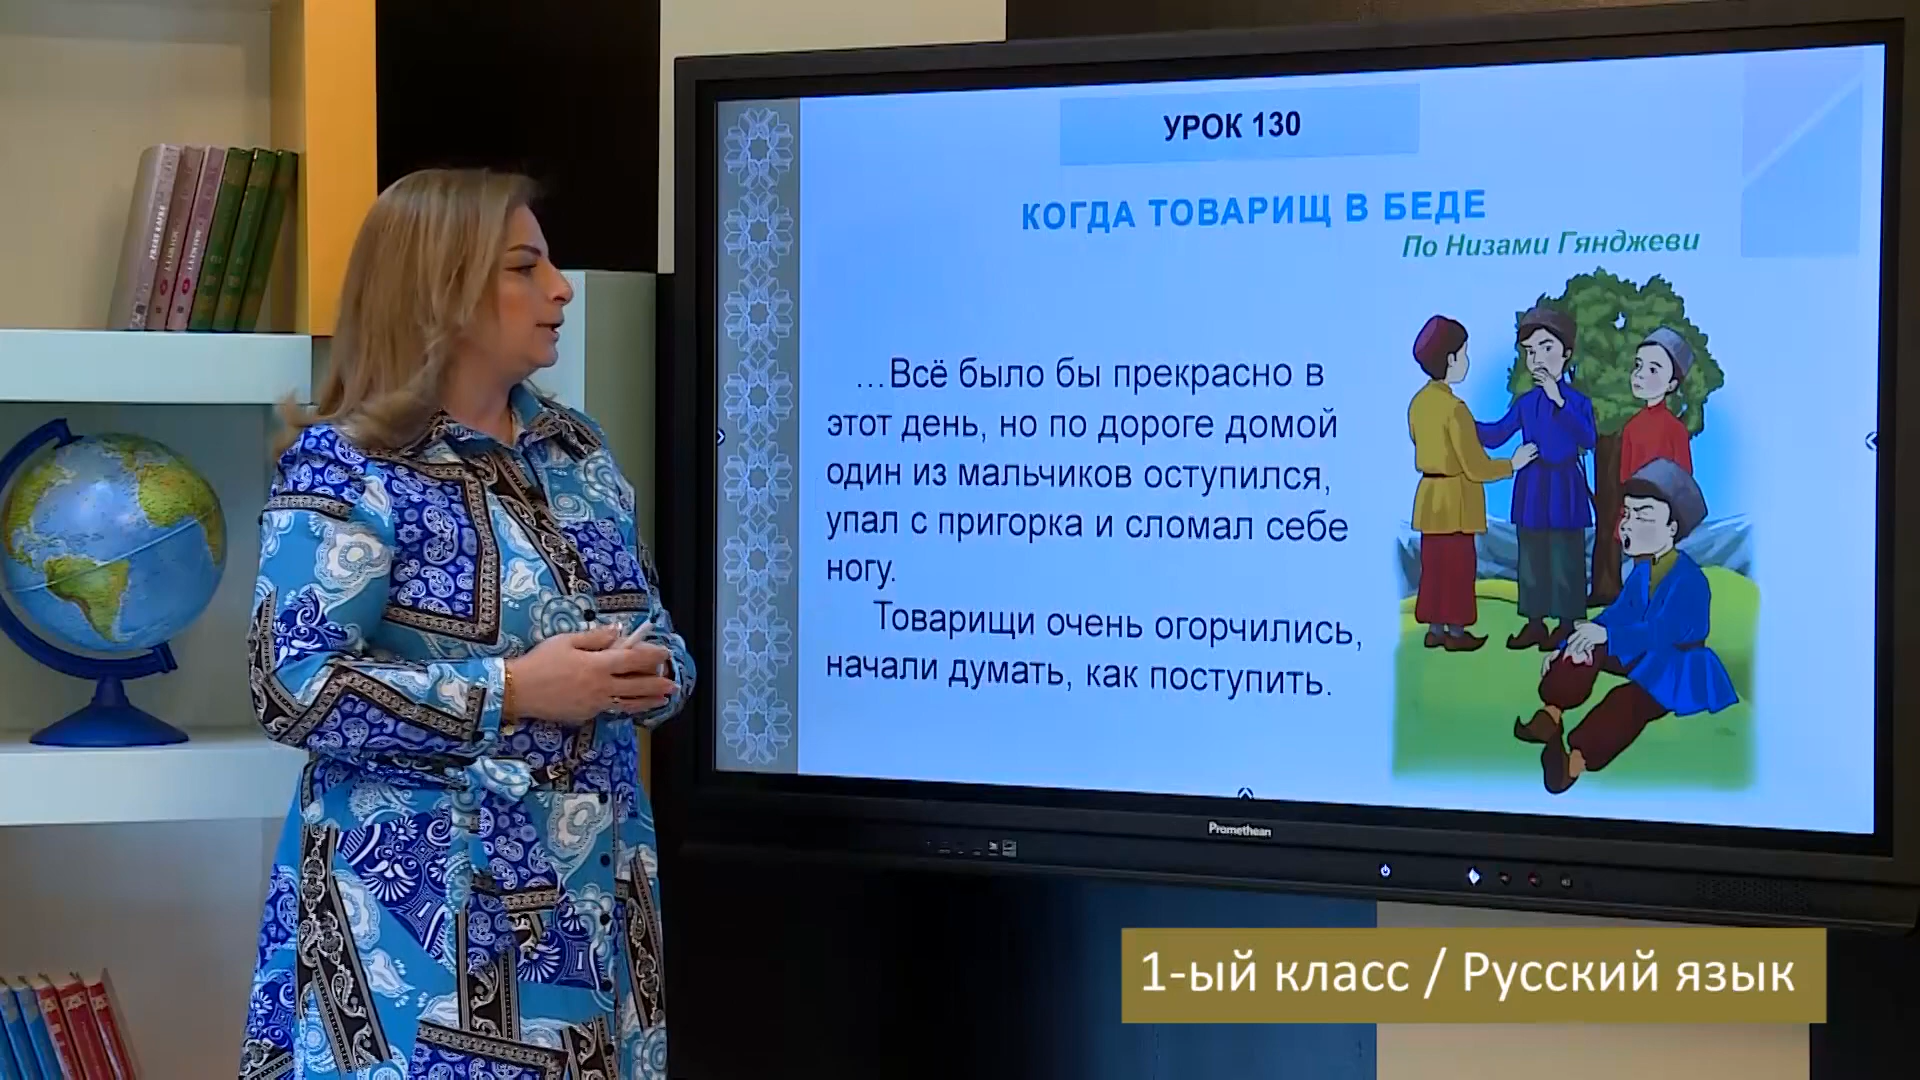 УРОК 130
КОГДА ТОВАРИЩ В БЕДЕ
По Низами Гянджеви
...Всё было бы прекрасно в
этот день, но по дороге домой
один из мальчиков оступился,
упал с пригорка и сломал себе
ногу.
Товарищи очень огорчились,
начали думать, как поступить.
Promethean
1-ый класс / Русский язык